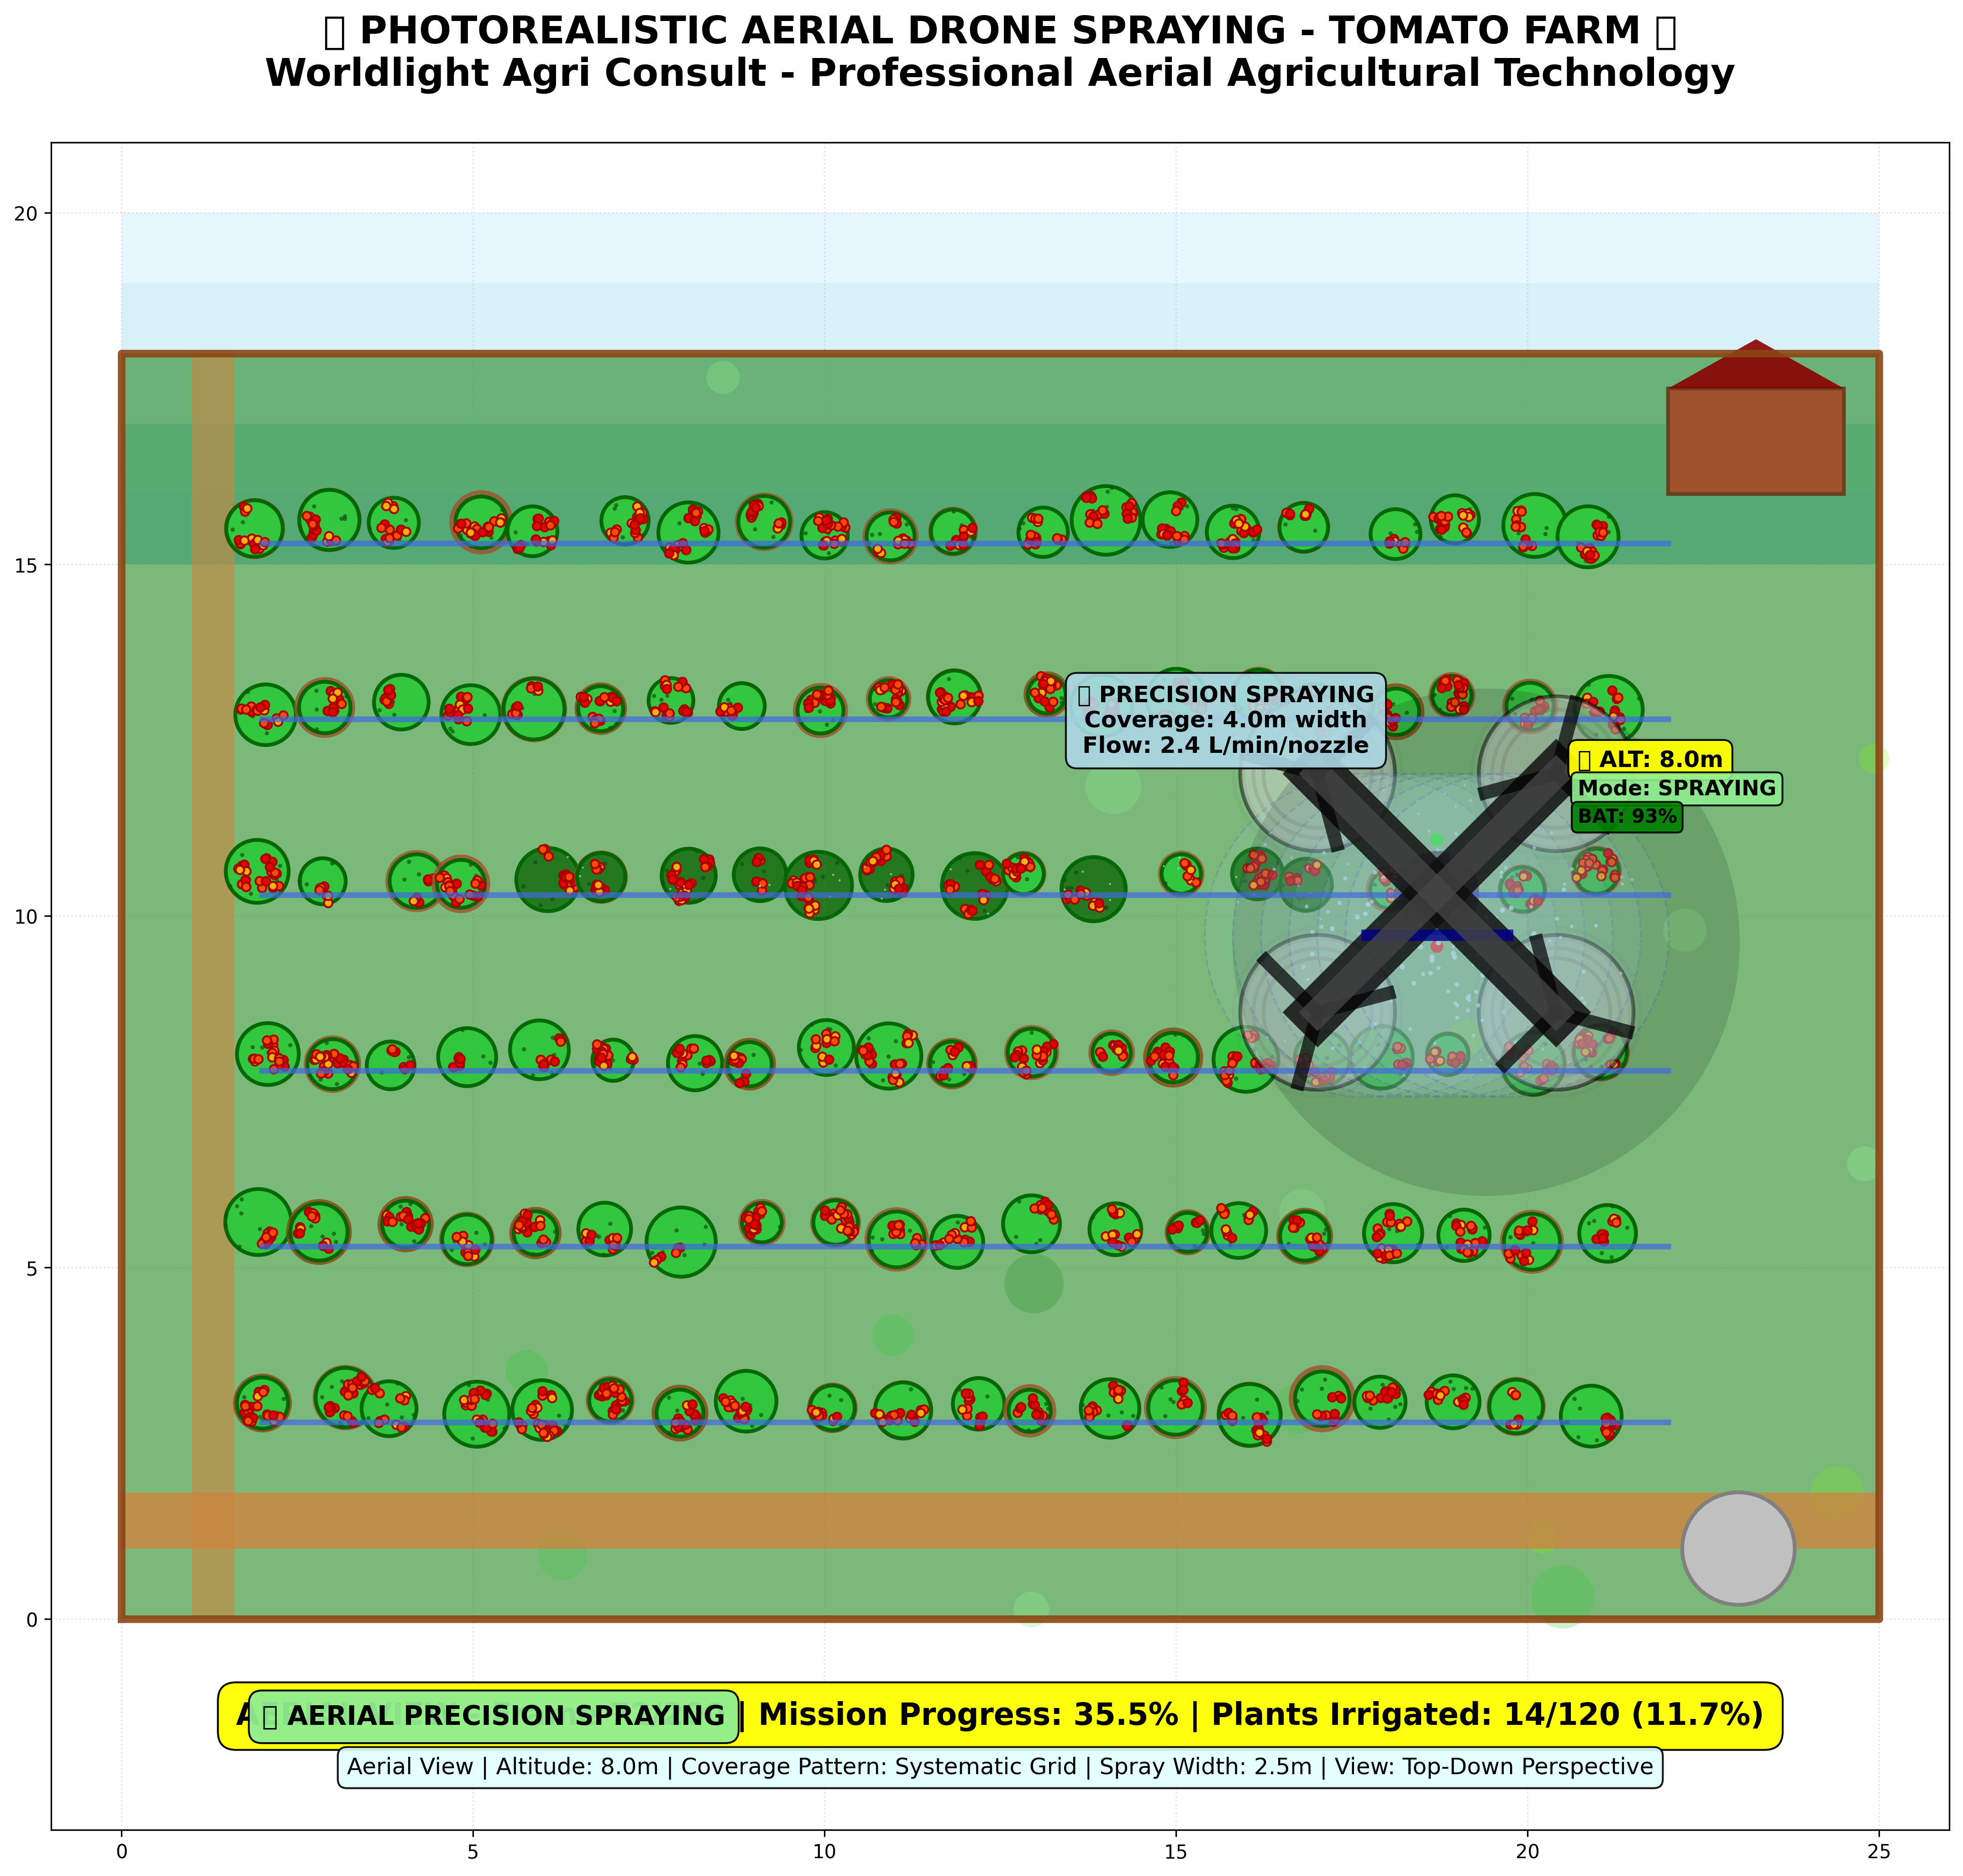 PHOTOREALISTIC AERIAL DRONE SPRAYING - TOMATO FARM
Worldlight Agri Consult - Professional Aerial Agricultural Technology
20
15
10
5
0
PRECISION SPRAYING
Coverage: 4.0m width
Flow: 2.4 L/min/nozzle
ALT: 8.0m
Mode: SPRAYING
BAT: 93%
AERIAL PRECISION SPRAYING
| Mission Progress: 35.5% | Plants Irrigated: 14/120 (11.7%)
Aerial View | Altitude: 8.0m | Coverage Pattern: Systematic Grid | Spray Width: 2.5m | View: Top-Down Perspective
0
5
10
15
20
25